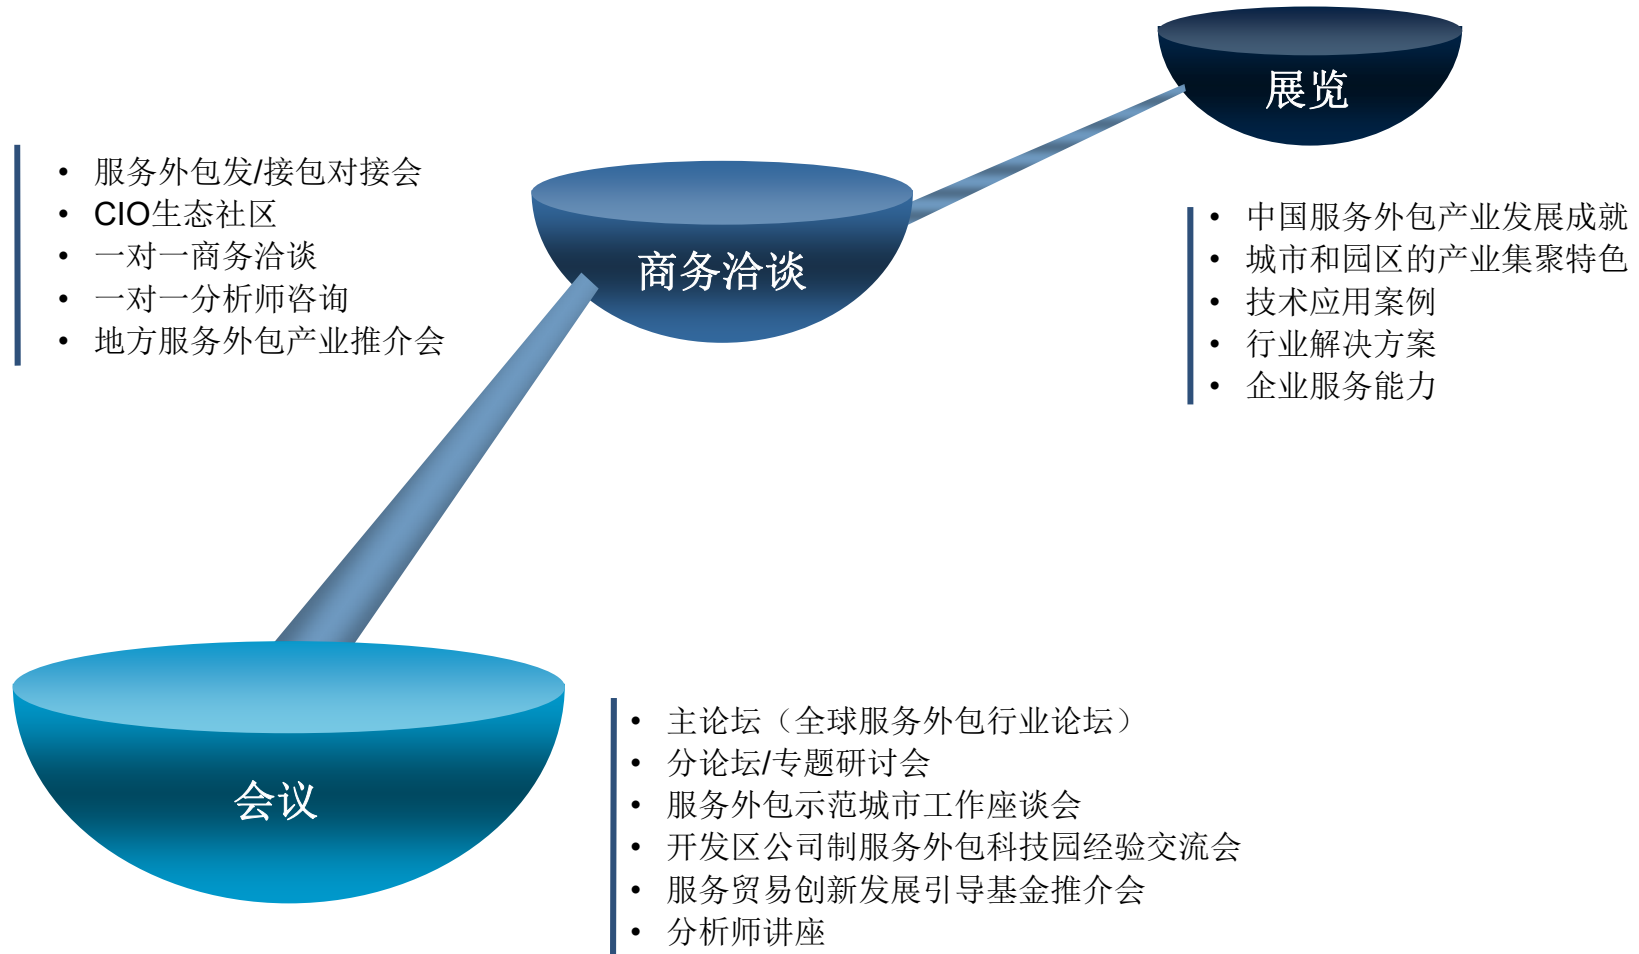 展览
• 服务外包发/接包对接会
• CIO生态社区
• 一对一商务洽谈
• 一对一分析师咨询
• 地方服务外包产业推介会
商务洽谈
• 中国服务外包产业发展成就
• 城市和园区的产业集聚特色
• 技术应用案例
• 行业解决方案
• 企业服务能力
会议
• 主论坛（全球服务外包行业论坛）
• 分论坛/专题研讨会
• 服务外包示范城市工作座谈会
• 开发区公司制服务外包科技园经验交流会
• 服务贸易创新发展引导基金推介会
• 分析师讲座